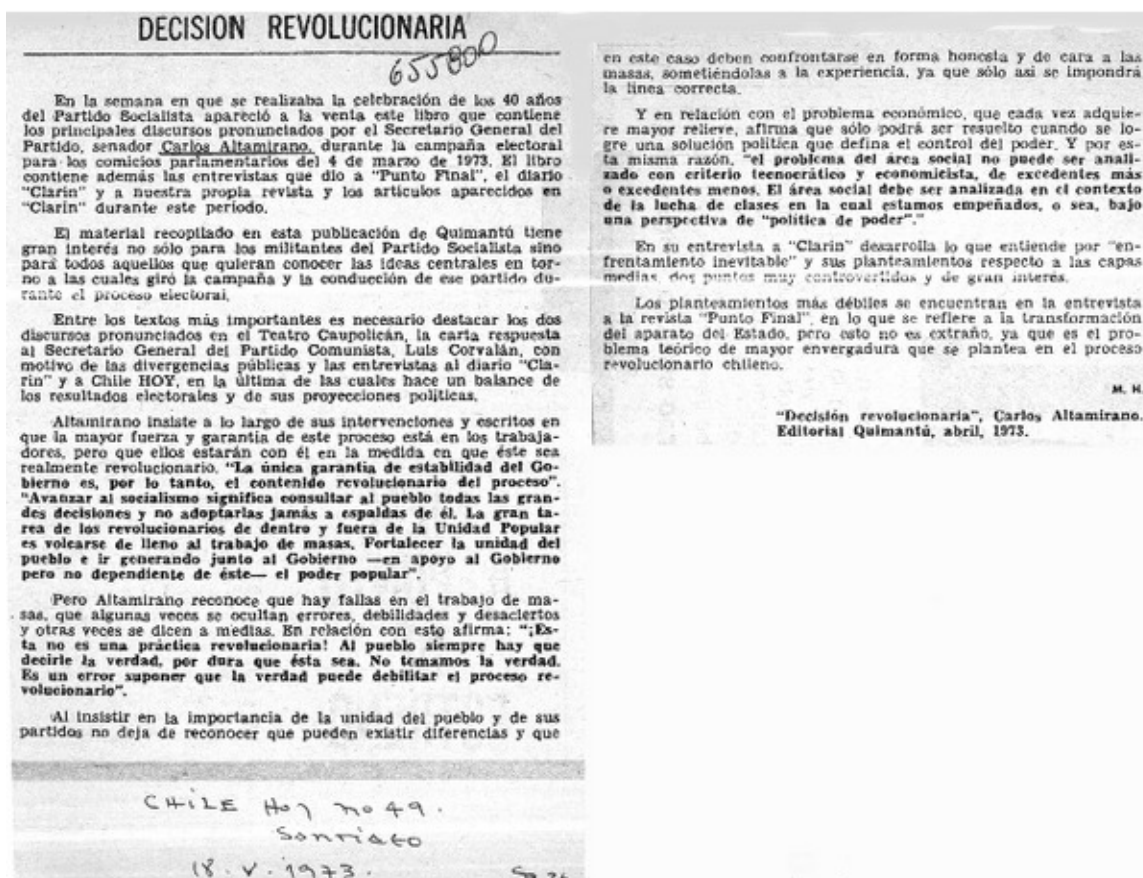 DECISION REVOLUCIONARIA
655800
En la semana en que se realizaba la celebración de los 40 años
del Partido Socialista apareció a la venta este libro que contiene
los principales discursos pronunciados por el Secretario General del
Partido, senador Carlos Altamirano, durante la campaña electoral
para los comicios parlamentarios del 4 de marzo de 1973. El libro
contiene además las entrevistas que dio a "Punto Final", el diario
"Clarín" y a nuestra propia revista y los artículos aparecidos en
"Clarín" durante este período.
El material recopilado en esta publicación de Quimantú tiene
gran interés no sólo para los militantes del Partido Socialista sino
para todos aquellos que quieran conocer las ideas centrales en tor-
no a las cuales giró la campaña y la conducción de ese partido du-
rante el proceso electoral.
Entre los textos más importantes es necesario destacar los dos
discursos pronunciados en el Teatro Caupolicán, la carta respuesta
al Secretario General del Partido Comunista, Luis Corvalán, con
motivo de las divergencias públicas y las entrevistas al diario "Cla-
rín" y a Chile HOY, en la última de las cuales hace un balance de
los resultados electorales y de sus proyecciones políticas.
Altamirano insiste a lo largo de sus intervenciones y escritos en
que la mayor fuerza y garantía de este proceso está en los trabaja-
dores, pero que ellos estarán con él en la medida en que éste sea
realmente revolucionario. "La única garantía de estabilidad del Go-
bierno es, por lo tanto, el contenido revolucionario del proceso".
"Avanzar al socialismo significa consultar al pueblo todas las gran-
des decisiones y no adoptarlas jamás a espaldas de él. La gran ta-
rea de los revolucionarios de dentro y fuera de la Unidad Popular
es volcarse de lleno al trabajo de masas. Fortalecer la unidad del
pueblo e ir generando junto al Gobierno —en apoyo al Gobierno
pero no dependiente de éste— el poder popular".
Pero Altamirano reconoce que hay fallas en el trabajo de ma-
sas, que algunas veces se ocultan errores, debilidades y desaciertos
y otras veces se dicen a medias. En relación con esto afirma: "¡Es-
ta no es una práctica revolucionaria! Al pueblo siempre hay que
decirle la verdad, por dura que ésta sea. No temamos la verdad.
Es un error suponer que la verdad puede debilitar el proceso re-
volucionario".
Al insistir en la importancia de la unidad del pueblo y de sus
partidos no deja de reconocer que pueden existir diferencias y que
en este caso deben confrontarse en forma honesta y de cara a las
masas, sometiéndolas a la experiencia, ya que sólo así se impondrá
la línea correcta.
Y en relación con el problema económico, que cada vez adquie-
re mayor relieve, afirma que sólo podrá ser resuelto cuando se lo-
gre una solución política que defina el control del poder. Y por es-
ta misma razón, "el problema del área social no puede ser anali-
zado con criterio tecnocrático y economicista, de excedentes más
o excedentes menos. El área social debe ser analizada en el contexto
de la lucha de clases en la cual estamos empeñados, o sea, bajo
una perspectiva de "política de poder"."
En su entrevista a "Clarín" desarrolla lo que entiende por "en-
frentamiento inevitable" y sus planteamientos respecto a las capas
medias, dos puntos muy controvertidos y de gran interés.
Los planteamientos más débiles se encuentran en la entrevista
a la revista "Punto Final", en lo que se refiere a la transformación
del aparato del Estado, pero esto no es extraño, ya que es el pro-
blema teórico de mayor envergadura que se plantea en el proceso
revolucionario chileno.
M. H.
"Decisión revolucionaria", Carlos Altamirano.
Editorial Quimantú, abril, 1973.
CHILE Hoy no 49.
Santiago
18. V. 1973.